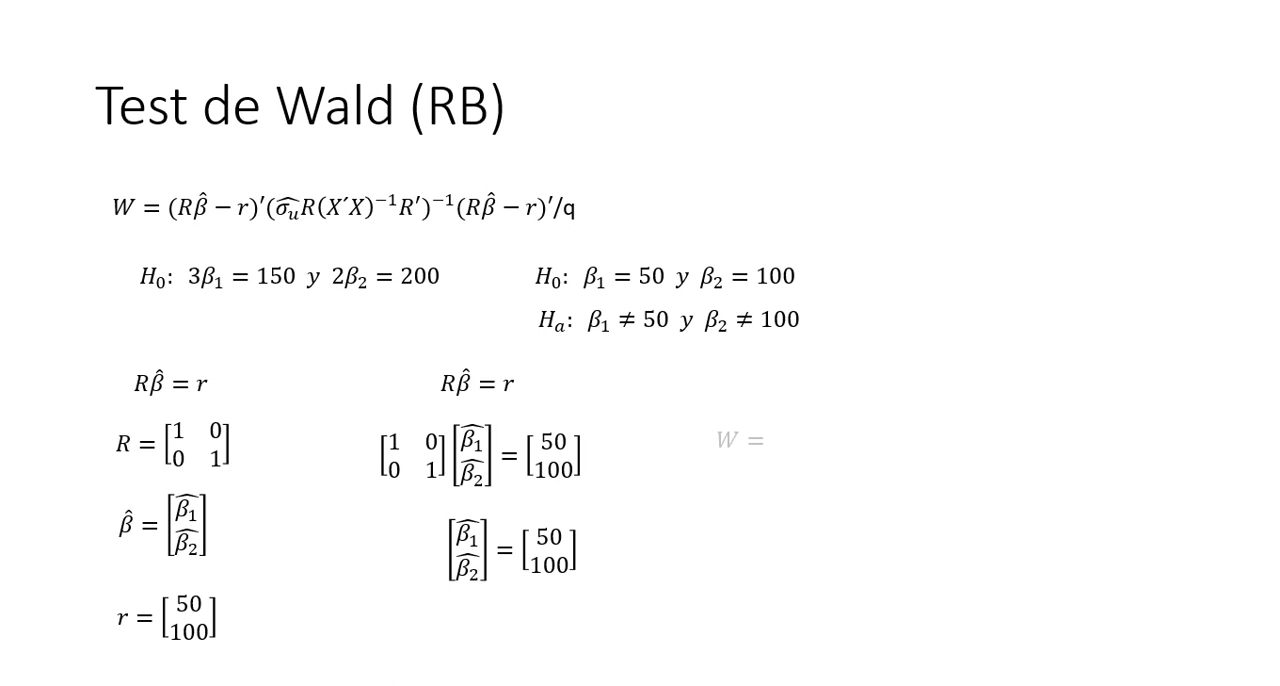 Test de Wald (RB)
W = (Rβ̂ − r)′(σ̂ᵤR(X´X)⁻¹R′)⁻¹(Rβ̂ − r)′/q
H₀: 3β₁ = 150 y 2β₂ = 200
H₀: β₁ = 50 y β₂ = 100
Hₐ: β₁ ≠ 50 y β₂ ≠ 100
Rβ̂ = r
R = [1 0
0 1]
β̂ = [β̂₁
β̂₂]
r = [50
100]
Rβ̂ = r
[1 0 [β̂₁ = [50
0 1] β̂₂] 100]
[β̂₁ = [50
β̂₂] 100]
W =